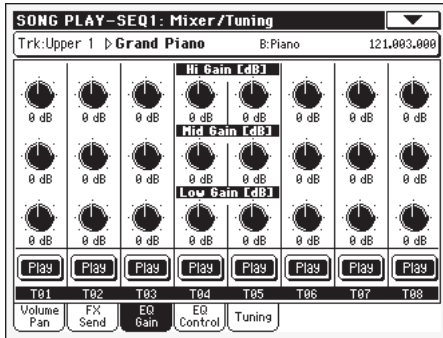 SONG PLAY-SEQ1: Mixer/Tuning
Trk:Upper 1 ▷Grand Piano B:Piano 121.003.000
Hi Gain [dB]
0 dB 0 dB 0 dB 0 dB 0 dB 0 dB 0 dB 0 dB
Mid Gain [dB]
0 dB 0 dB 0 dB 0 dB 0 dB 0 dB 0 dB 0 dB
Low Gain [dB]
0 dB 0 dB 0 dB 0 dB 0 dB 0 dB 0 dB 0 dB
Play Play Play Play Play Play Play Play
T01 T02 T03 T04 T05 T06 T07 T08
Volume FX EQ EQ Tuning
Pan Send Gain Control